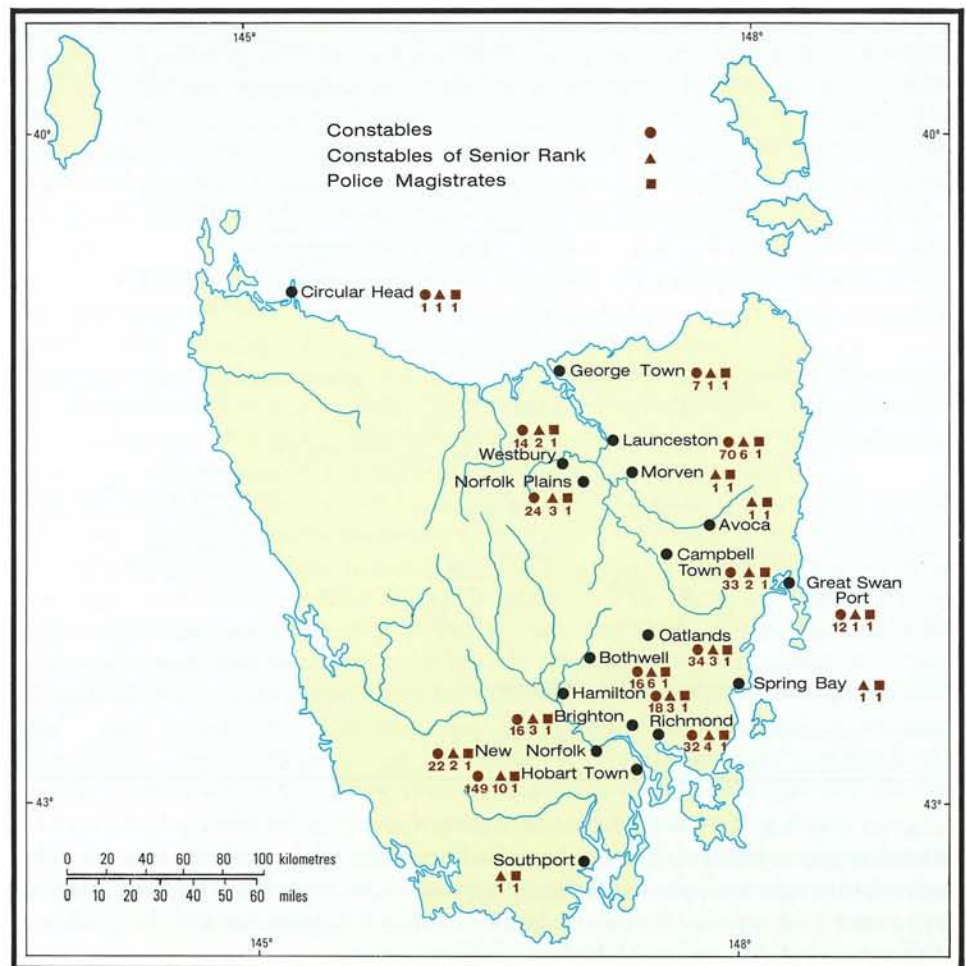 145° 148°
40° 40°
Constables
Constables of Senior Rank
Police Magistrates
Circular Head
1 1 1
George Town
7 1 1
Launceston
70 6 1
14 2 1
Westbury
Morven
1 1
Norfolk Plains
24 3 1
1 1
Avoca
Campbell
Town
33 2 1
Great Swan
Port
12 1 1
Oatlands
34 3 1
Bothwell
16 6 1
Spring Bay
1 1
Hamilton
18 3 1
Brighton
16 3 1
Richmond
32 4 1
New Norfolk
22 2 1
Hobart Town
149 10 1
43° 43°
Southport
1 1
0 20 40 60 80 100 kilometres
0 10 20 30 40 50 60 miles
145° 148°